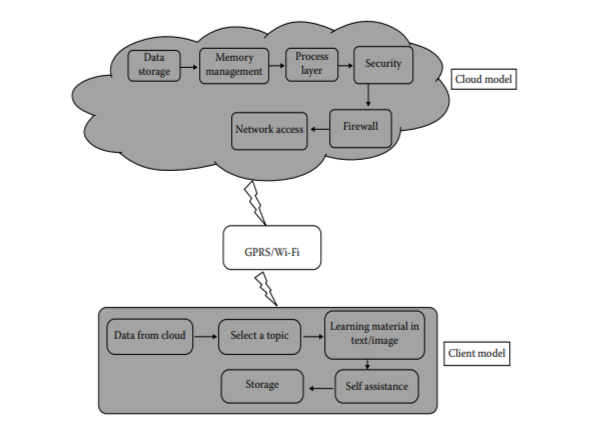 Data
storage
Memory
management
Process
layer
Security
Cloud model
Network access
Firewall
GPRS/Wi-Fi
Data from cloud
Select a topic
Learning material in
text/image
Client model
Storage
Self assistance